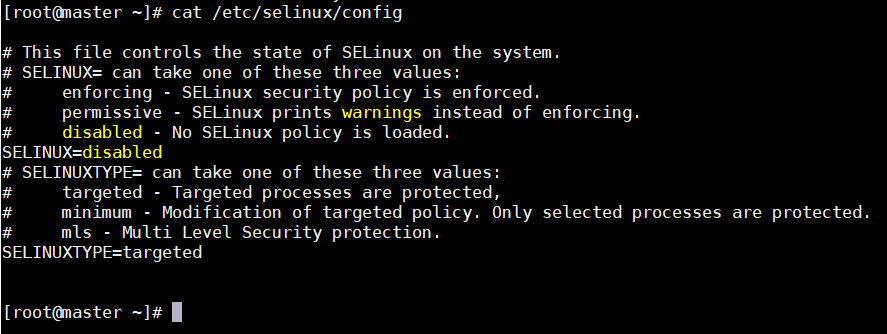 [root@master ~]# cat /etc/selinux/config
# This file controls the state of SELinux on the system.
# SELINUX= can take one of these three values:
#     enforcing - SELinux security policy is enforced.
#     permissive - SELinux prints warnings instead of enforcing.
#     disabled - No SELinux policy is loaded.
SELINUX=disabled
# SELINUXTYPE= can take one of these three values:
#     targeted - Targeted processes are protected,
#     minimum - Modification of targeted policy. Only selected processes are protected.
#     mls - Multi Level Security protection.
SELINUXTYPE=targeted
[root@master ~]#